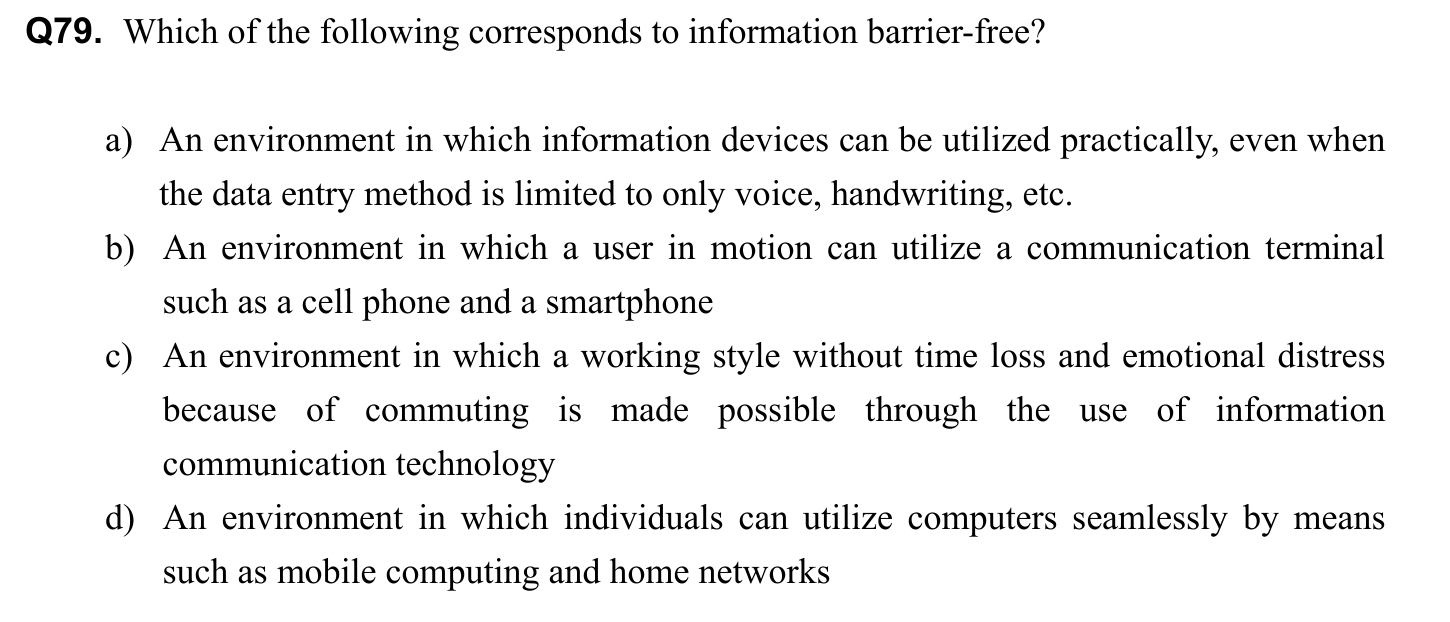 Q79. Which of the following corresponds to information barrier-free?
a) An environment in which information devices can be utilized practically, even when
the data entry method is limited to only voice, handwriting, etc.
b) An environment in which a user in motion can utilize a communication terminal
such as a cell phone and a smartphone
c) An environment in which a working style without time loss and emotional distress
because of commuting is made possible through the use of information
communication technology
d) An environment in which individuals can utilize computers seamlessly by means
such as mobile computing and home networks